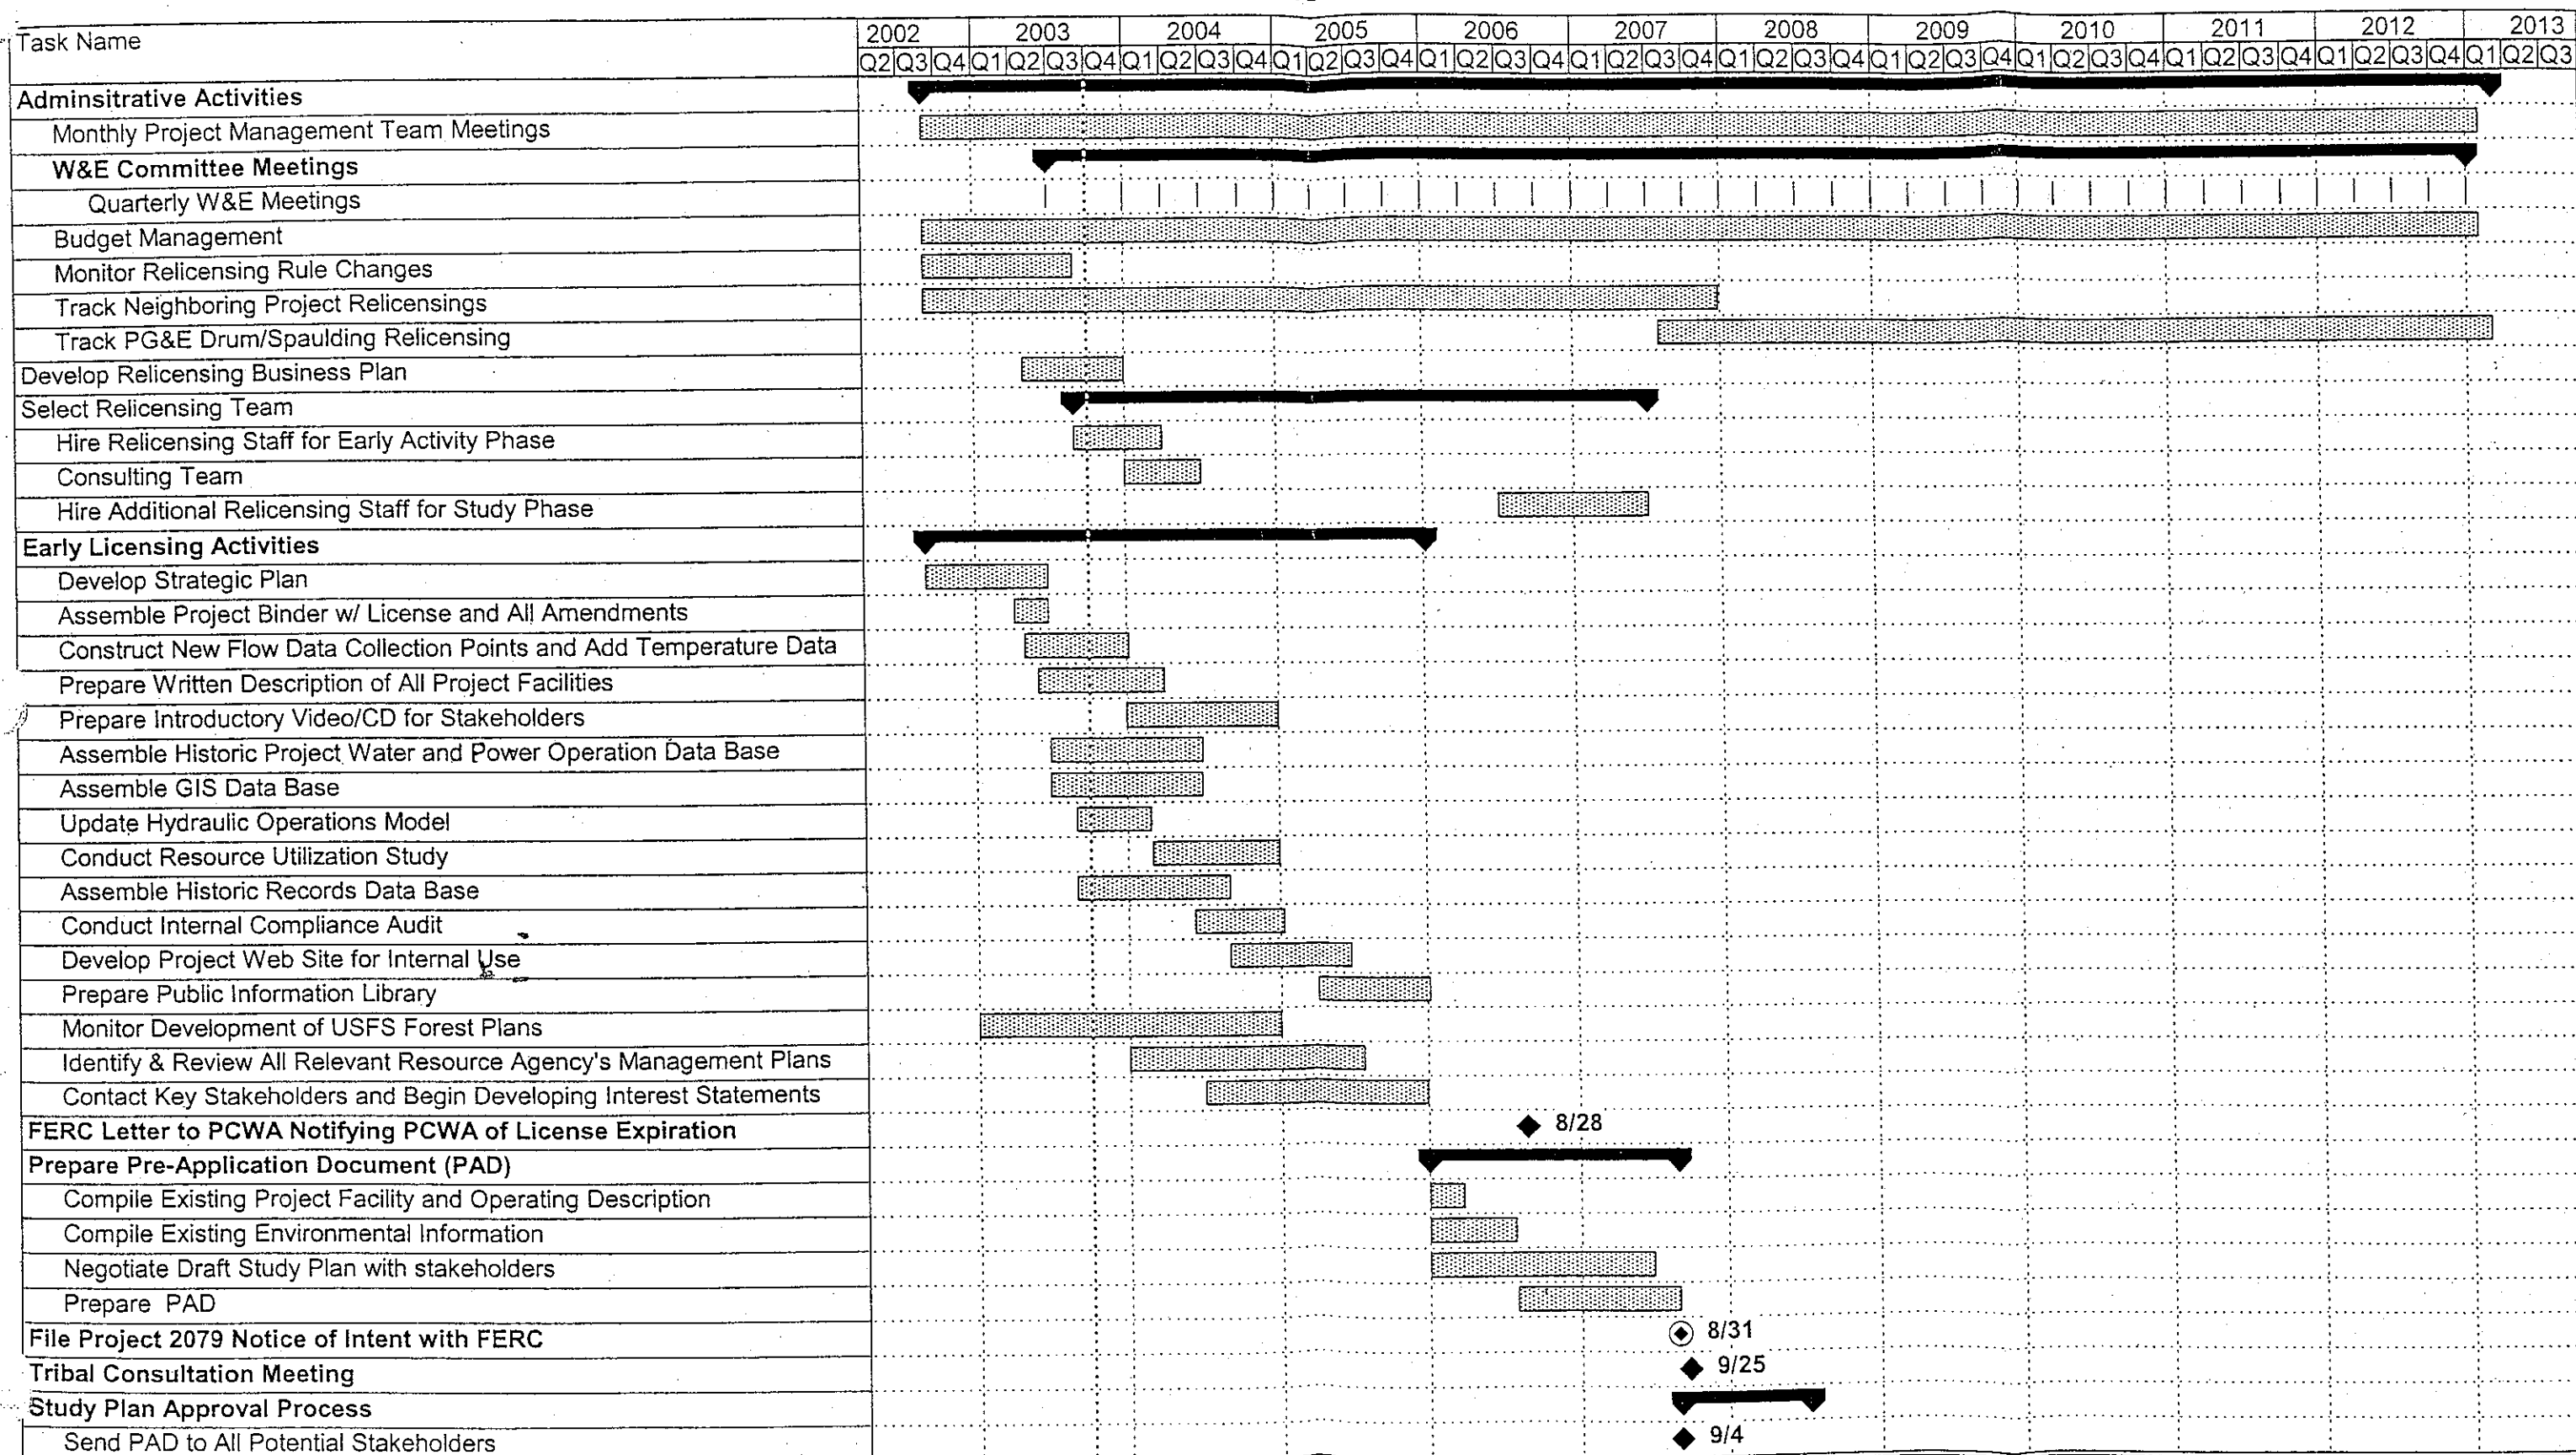 Task Name
2002 2003 2004 2005 2006 2007 2008 2009 2010 2011 2012 2013
Q2 Q3 Q4 Q1 Q2 Q3 Q4 Q1 Q2 Q3 Q4 Q1 Q2 Q3 Q4 Q1 Q2 Q3 Q4 Q1 Q2 Q3 Q4 Q1 Q2 Q3 Q4 Q1 Q2 Q3 Q4 Q1 Q2 Q3 Q4 Q1 Q2 Q3 Q4 Q1 Q2 Q3 Q4 Q1 Q2 Q3
Adminsitrative Activities
Monthly Project Management Team Meetings
W&E Committee Meetings
Quarterly W&E Meetings
Budget Management
Monitor Relicensing Rule Changes
Track Neighboring Project Relicensings
Track PG&E Drum/Spaulding Relicensing
Develop Relicensing Business Plan
Select Relicensing Team
Hire Relicensing Staff for Early Activity Phase
Consulting Team
Hire Additional Relicensing Staff for Study Phase
Early Licensing Activities
Develop Strategic Plan
Assemble Project Binder w/ License and All Amendments
Construct New Flow Data Collection Points and Add Temperature Data
Prepare Written Description of All Project Facilities
Prepare Introductory Video/CD for Stakeholders
Assemble Historic Project Water and Power Operation Data Base
Assemble GIS Data Base
Update Hydraulic Operations Model
Conduct Resource Utilization Study
Assemble Historic Records Data Base
Conduct Internal Compliance Audit
Develop Project Web Site for Internal Use
Prepare Public Information Library
Monitor Development of USFS Forest Plans
Identify & Review All Relevant Resource Agency's Management Plans
Contact Key Stakeholders and Begin Developing Interest Statements
FERC Letter to PCWA Notifying PCWA of License Expiration 8/28
Prepare Pre-Application Document (PAD)
Compile Existing Project Facility and Operating Description
Compile Existing Environmental Information
Negotiate Draft Study Plan with stakeholders
Prepare PAD
File Project 2079 Notice of Intent with FERC 8/31
Tribal Consultation Meeting 9/25
Study Plan Approval Process
Send PAD to All Potential Stakeholders 9/4